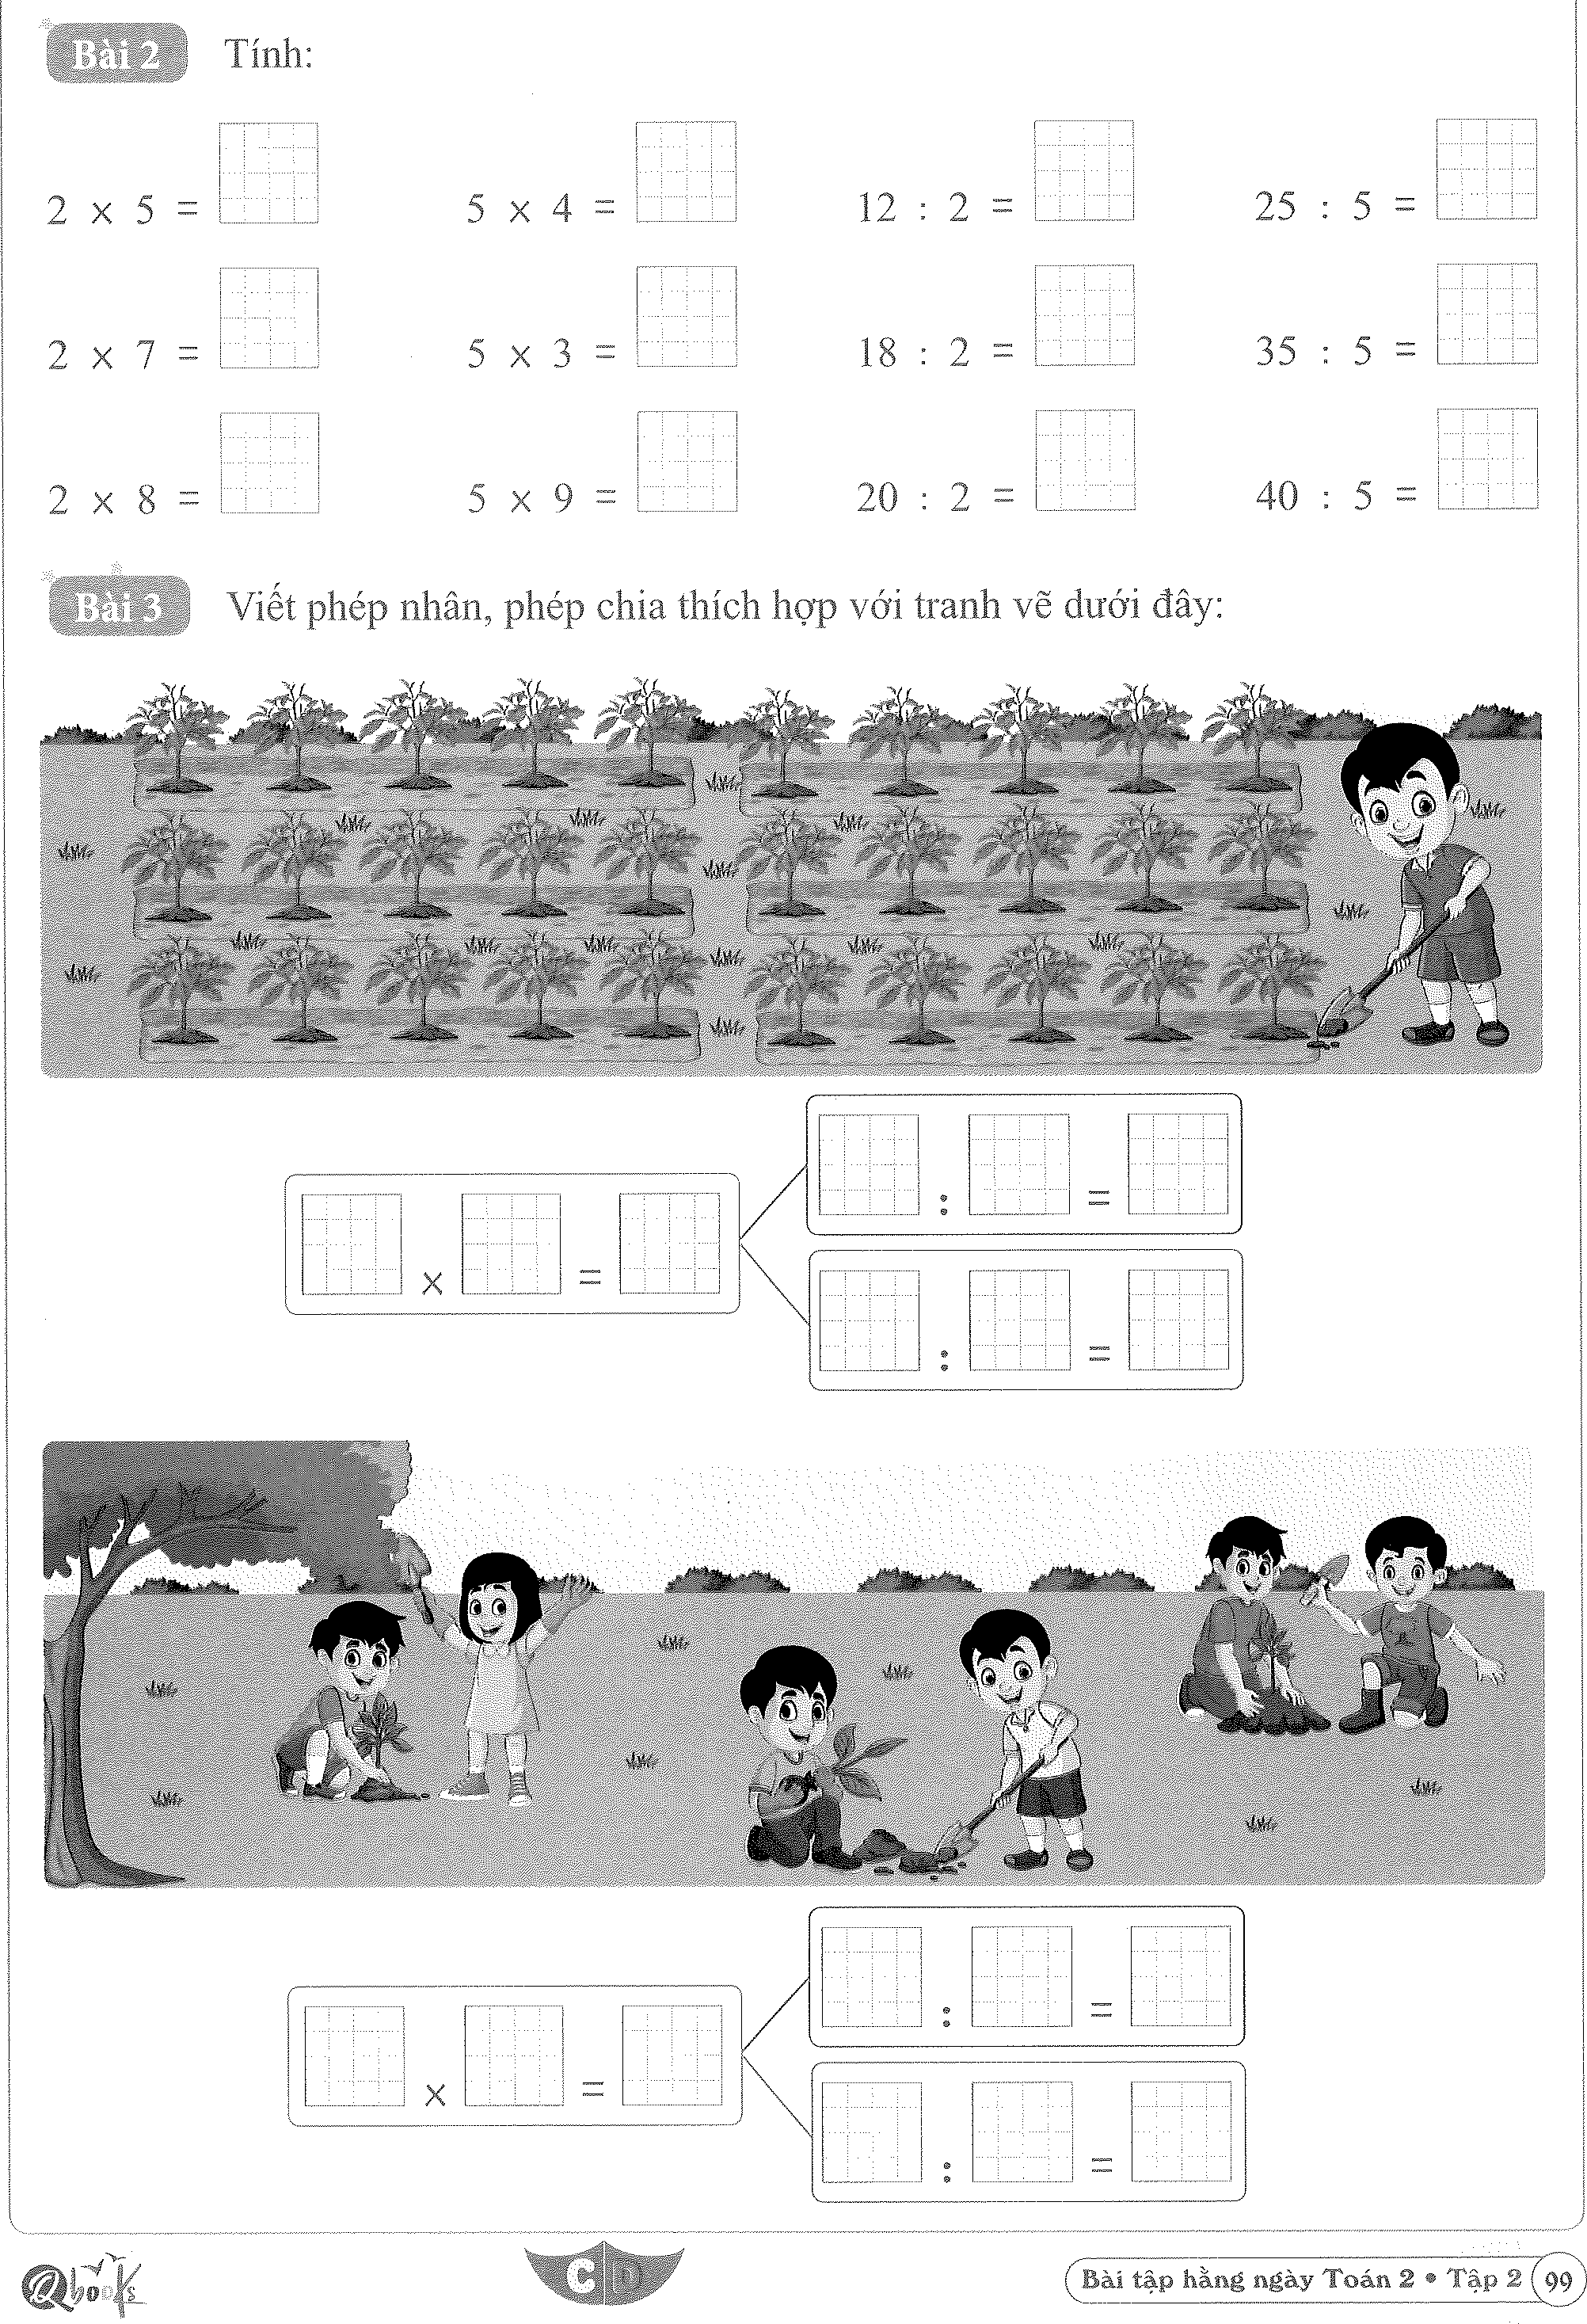 Bài 2 Tính:
2 × 5 = 5 × 4 = 12 : 2 = 25 : 5 =
2 × 7 = 5 × 3 = 18 : 2 = 35 : 5 =
2 × 8 = 5 × 9 = 20 : 2 = 40 : 5 =
Bài 3 Viết phép nhân, phép chia thích hợp với tranh vẽ dưới đây:
: =
× =
: =
: =
× =
: =
Qbooks CD Bài tập hằng ngày Toán 2 • Tập 2 99